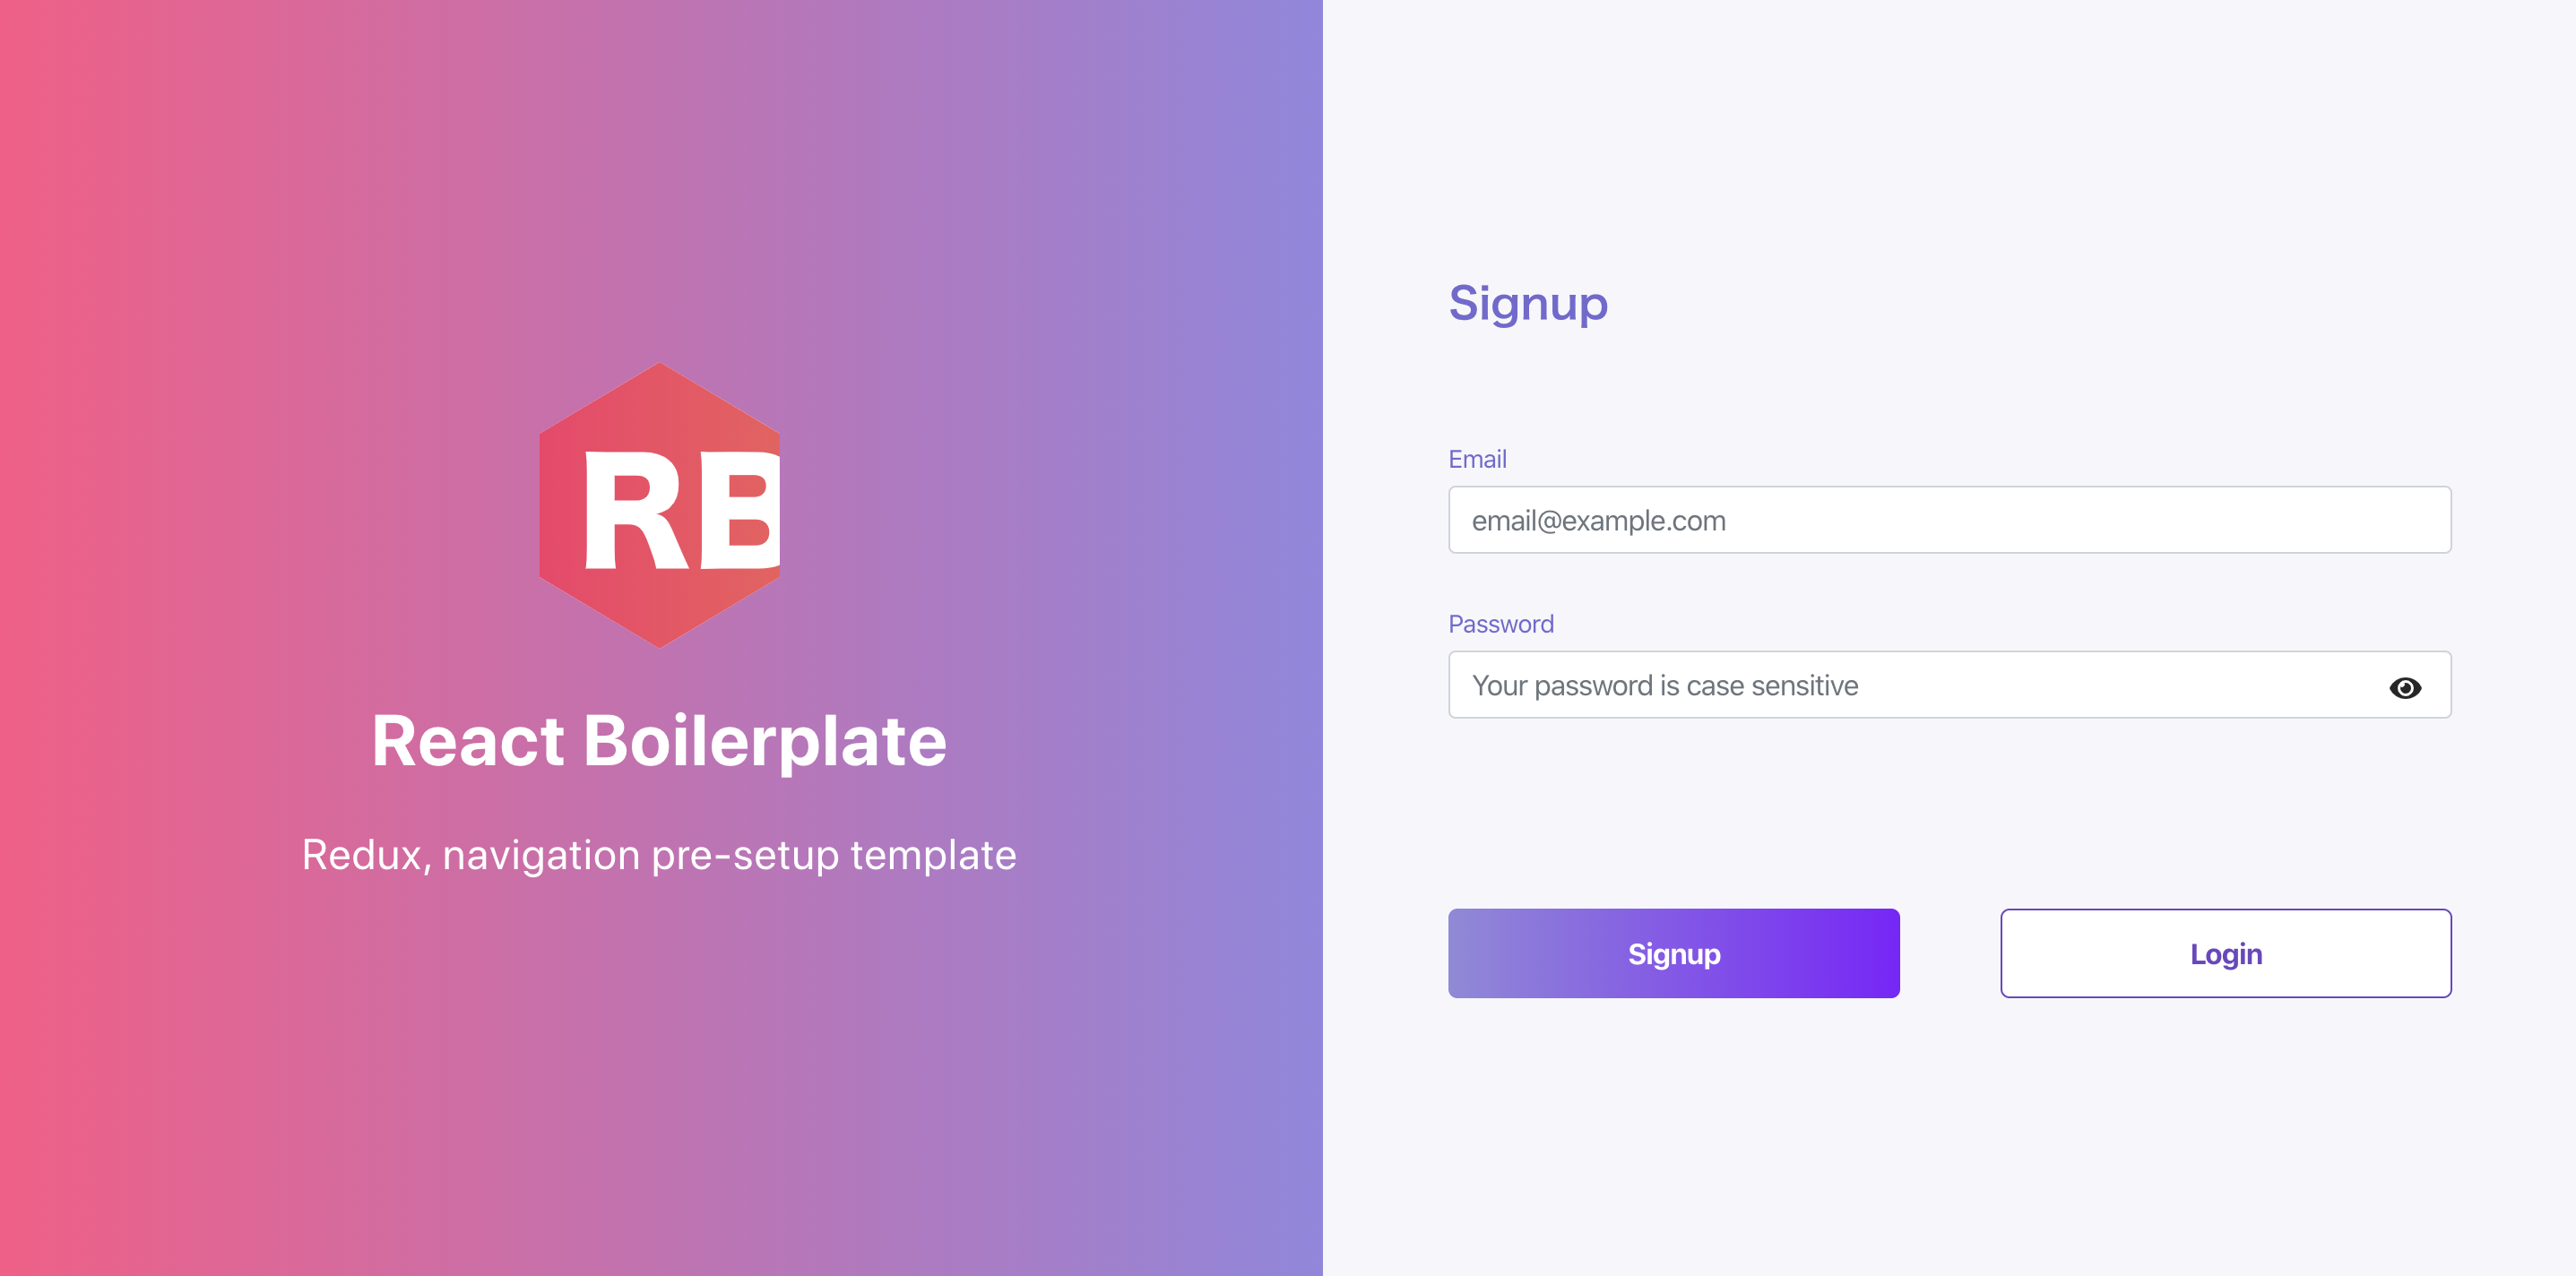 RB
React Boilerplate
Redux, navigation pre-setup template
Signup
Email
email@example.com
Password
Your password is case sensitive
Signup
Login